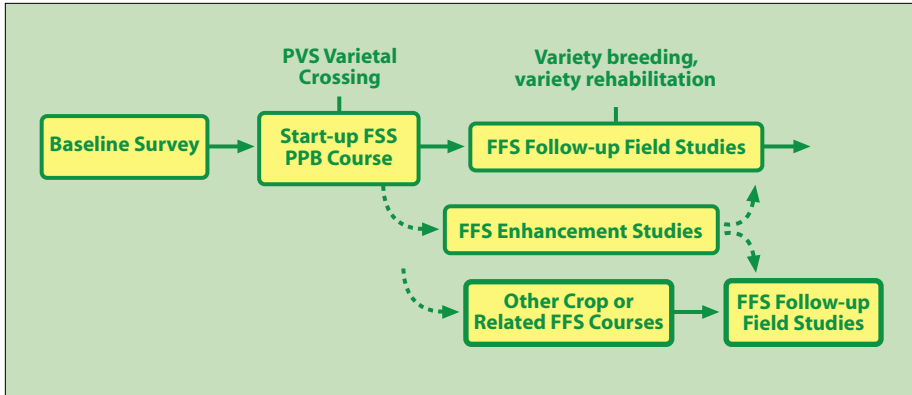 PVS Varietal
Crossing
Variety breeding,
variety rehabilitation
Baseline Survey
Start-up FSS
PPB Course
FFS Follow-up Field Studies
FFS Enhancement Studies
Other Crop or
Related FFS Courses
FFS Follow-up
Field Studies